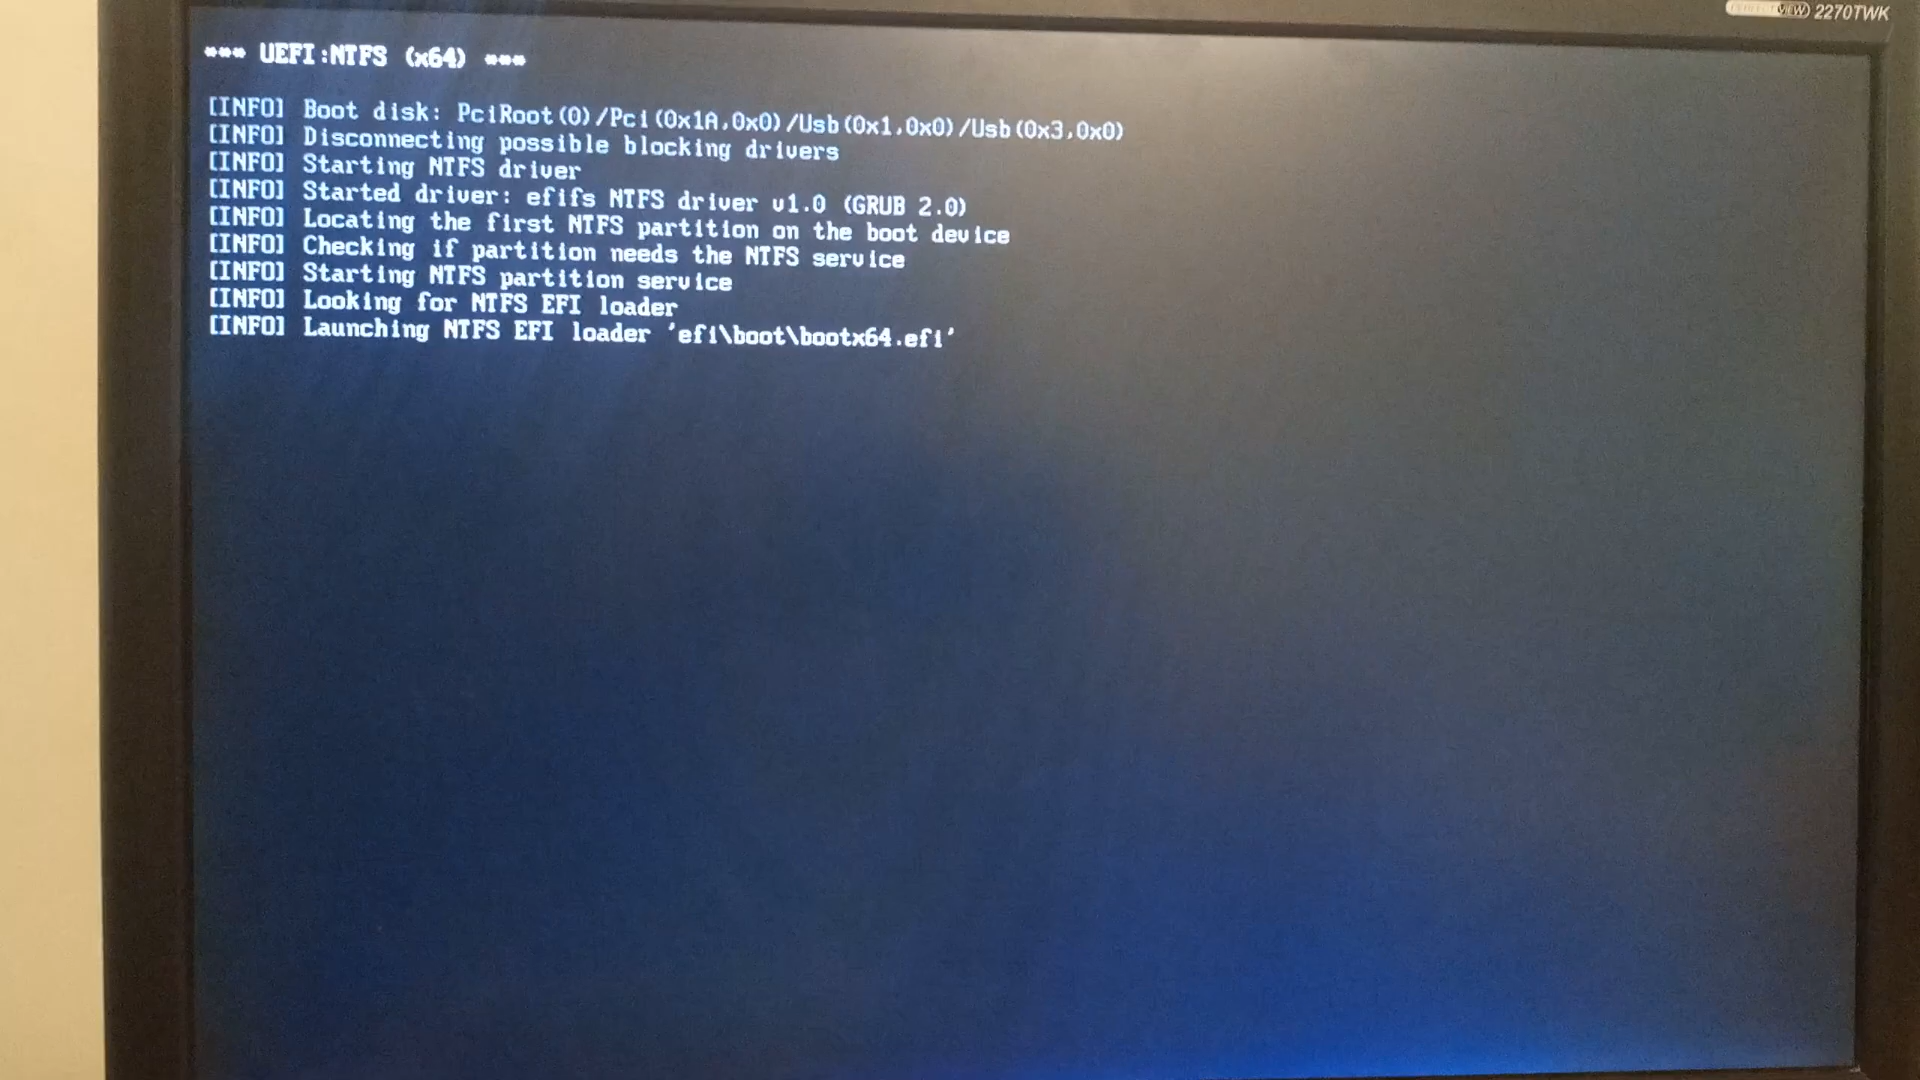 VIEW 2270TWK
*** UEFI:NTFS (x64) ***
[INFO] Boot disk: PciRoot(0)/Pci(0x1A,0x0)/Usb(0x1,0x0)/Usb(0x3,0x0)
[INFO] Disconnecting possible blocking drivers
[INFO] Starting NTFS driver
[INFO] Started driver: efifs NTFS driver v1.0 (GRUB 2.0)
[INFO] Locating the first NTFS partition on the boot device
[INFO] Checking if partition needs the NTFS service
[INFO] Starting NTFS partition service
[INFO] Looking for NTFS EFI loader
[INFO] Launching NTFS EFI loader 'efi\boot\bootx64.efi'